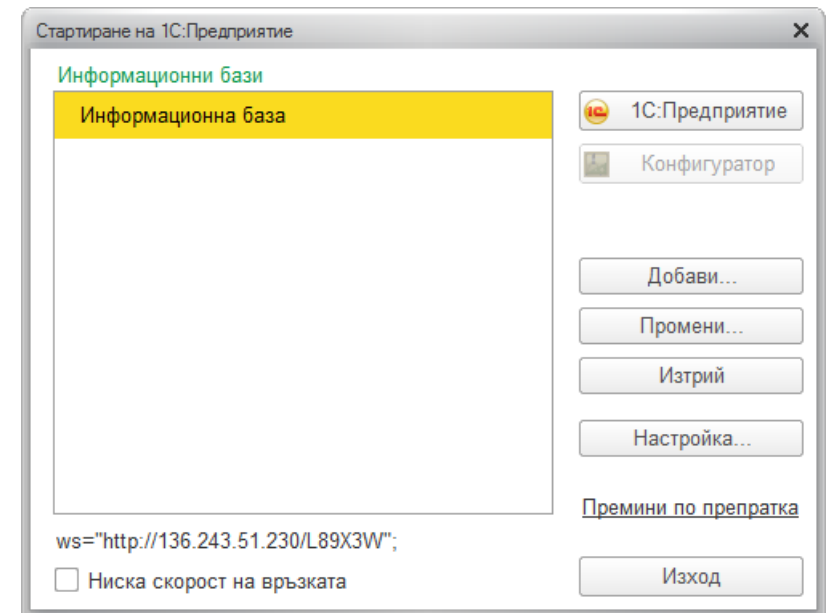 Стартиране на 1С:Предприятие
Информационни бази
Информационна база
1С:Предприятие
Конфигуратор
Добави...
Промени...
Изтрий
Настройка...
Премини по препратка
ws="http://136.243.51.230/L89X3W";
Ниска скорост на връзката
Изход